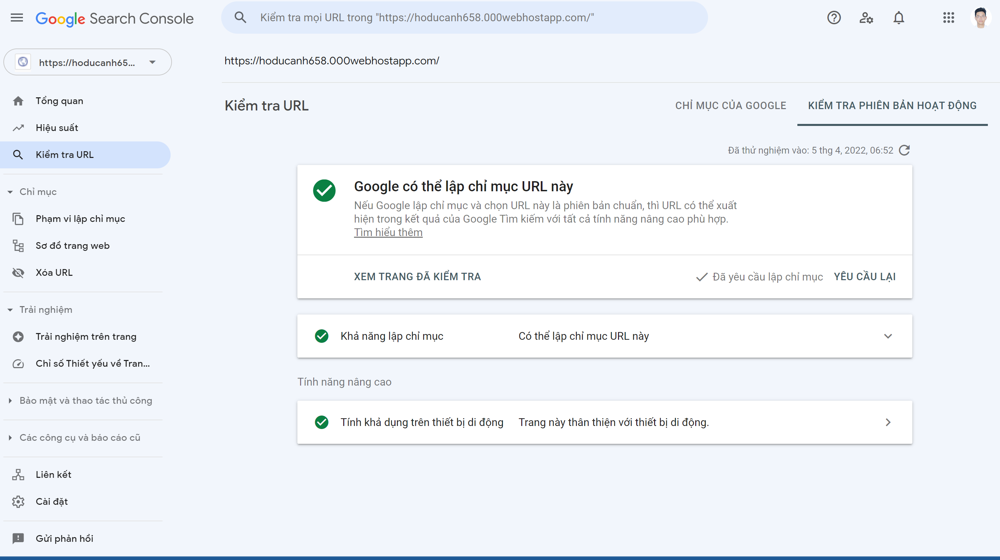 Google Search Console
Kiểm tra mọi URL trong "https://hoducanh658.000webhostapp.com/"
https://hoducanh65...
Tổng quan
Hiệu suất
Kiểm tra URL
Chỉ mục
Phạm vi lập chỉ mục
Sơ đồ trang web
Xóa URL
Trải nghiệm
Trải nghiệm trên trang
Chỉ số Thiết yếu về Tran...
Bảo mật và thao tác thủ công
Các công cụ và báo cáo cũ
Liên kết
Cài đặt
Gửi phản hồi
https://hoducanh658.000webhostapp.com/
Kiểm tra URL
CHỈ MỤC CỦA GOOGLE
KIỂM TRA PHIÊN BẢN HOẠT ĐỘNG
Đã thử nghiệm vào: 5 thg 4, 2022, 06:52
Google có thể lập chỉ mục URL này
Nếu Google lập chỉ mục và chọn URL này là phiên bản chuẩn, thì URL có thể xuất
hiện trong kết quả của Google Tìm kiếm với tất cả tính năng nâng cao phù hợp.
Tìm hiểu thêm
XEM TRANG ĐÃ KIỂM TRA
Đã yêu cầu lập chỉ mục
YÊU CẦU LẠI
Khả năng lập chỉ mục
Có thể lập chỉ mục URL này
Tính năng nâng cao
Tính khả dụng trên thiết bị di động
Trang này thân thiện với thiết bị di động.